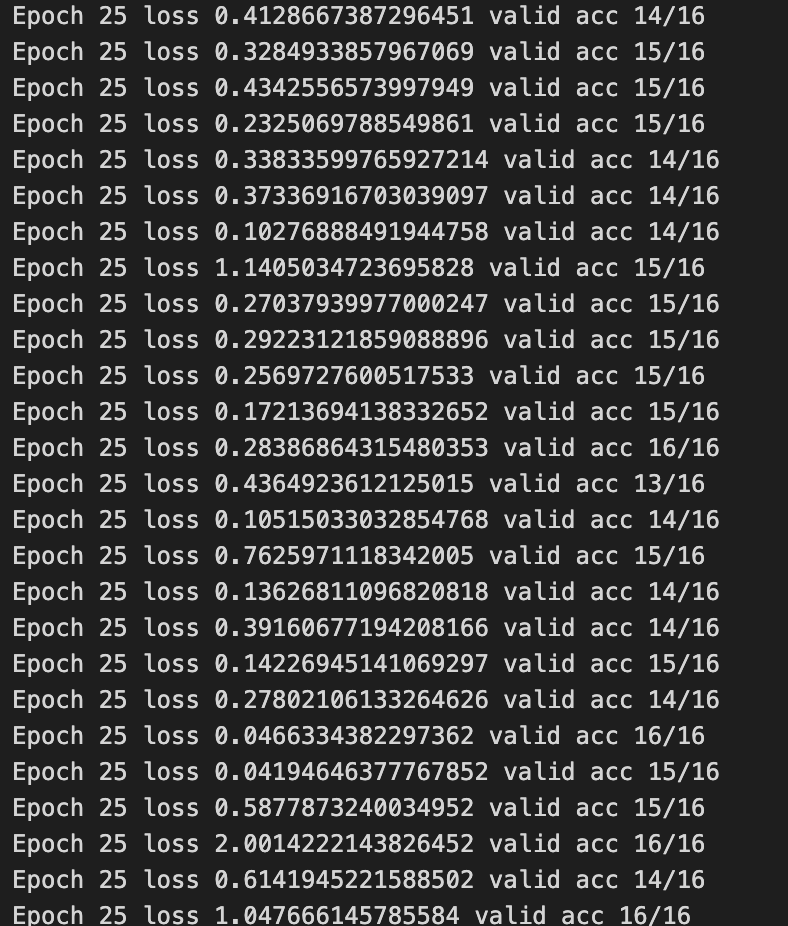 Epoch 25 loss 0.4128667387296451 valid acc 14/16
Epoch 25 loss 0.3284933857967069 valid acc 15/16
Epoch 25 loss 0.4342556573997949 valid acc 15/16
Epoch 25 loss 0.2325069788549861 valid acc 15/16
Epoch 25 loss 0.33833599765927214 valid acc 14/16
Epoch 25 loss 0.37336916703039097 valid acc 14/16
Epoch 25 loss 0.10276888491944758 valid acc 14/16
Epoch 25 loss 1.1405034723695828 valid acc 15/16
Epoch 25 loss 0.27037939977000247 valid acc 15/16
Epoch 25 loss 0.29223121859088896 valid acc 15/16
Epoch 25 loss 0.2569727600517533 valid acc 15/16
Epoch 25 loss 0.17213694138332652 valid acc 15/16
Epoch 25 loss 0.28386864315480353 valid acc 16/16
Epoch 25 loss 0.4364923612125015 valid acc 13/16
Epoch 25 loss 0.10515033032854768 valid acc 14/16
Epoch 25 loss 0.7625971118342005 valid acc 15/16
Epoch 25 loss 0.13626811096820818 valid acc 14/16
Epoch 25 loss 0.39160677194208166 valid acc 14/16
Epoch 25 loss 0.14226945141069297 valid acc 15/16
Epoch 25 loss 0.27802106133264626 valid acc 14/16
Epoch 25 loss 0.0466334382297362 valid acc 16/16
Epoch 25 loss 0.04194646377767852 valid acc 15/16
Epoch 25 loss 0.5877873240034952 valid acc 15/16
Epoch 25 loss 2.0014222143826452 valid acc 16/16
Epoch 25 loss 0.6141945221588502 valid acc 14/16
Epoch 25 loss 1.047666145785584 valid acc 16/16